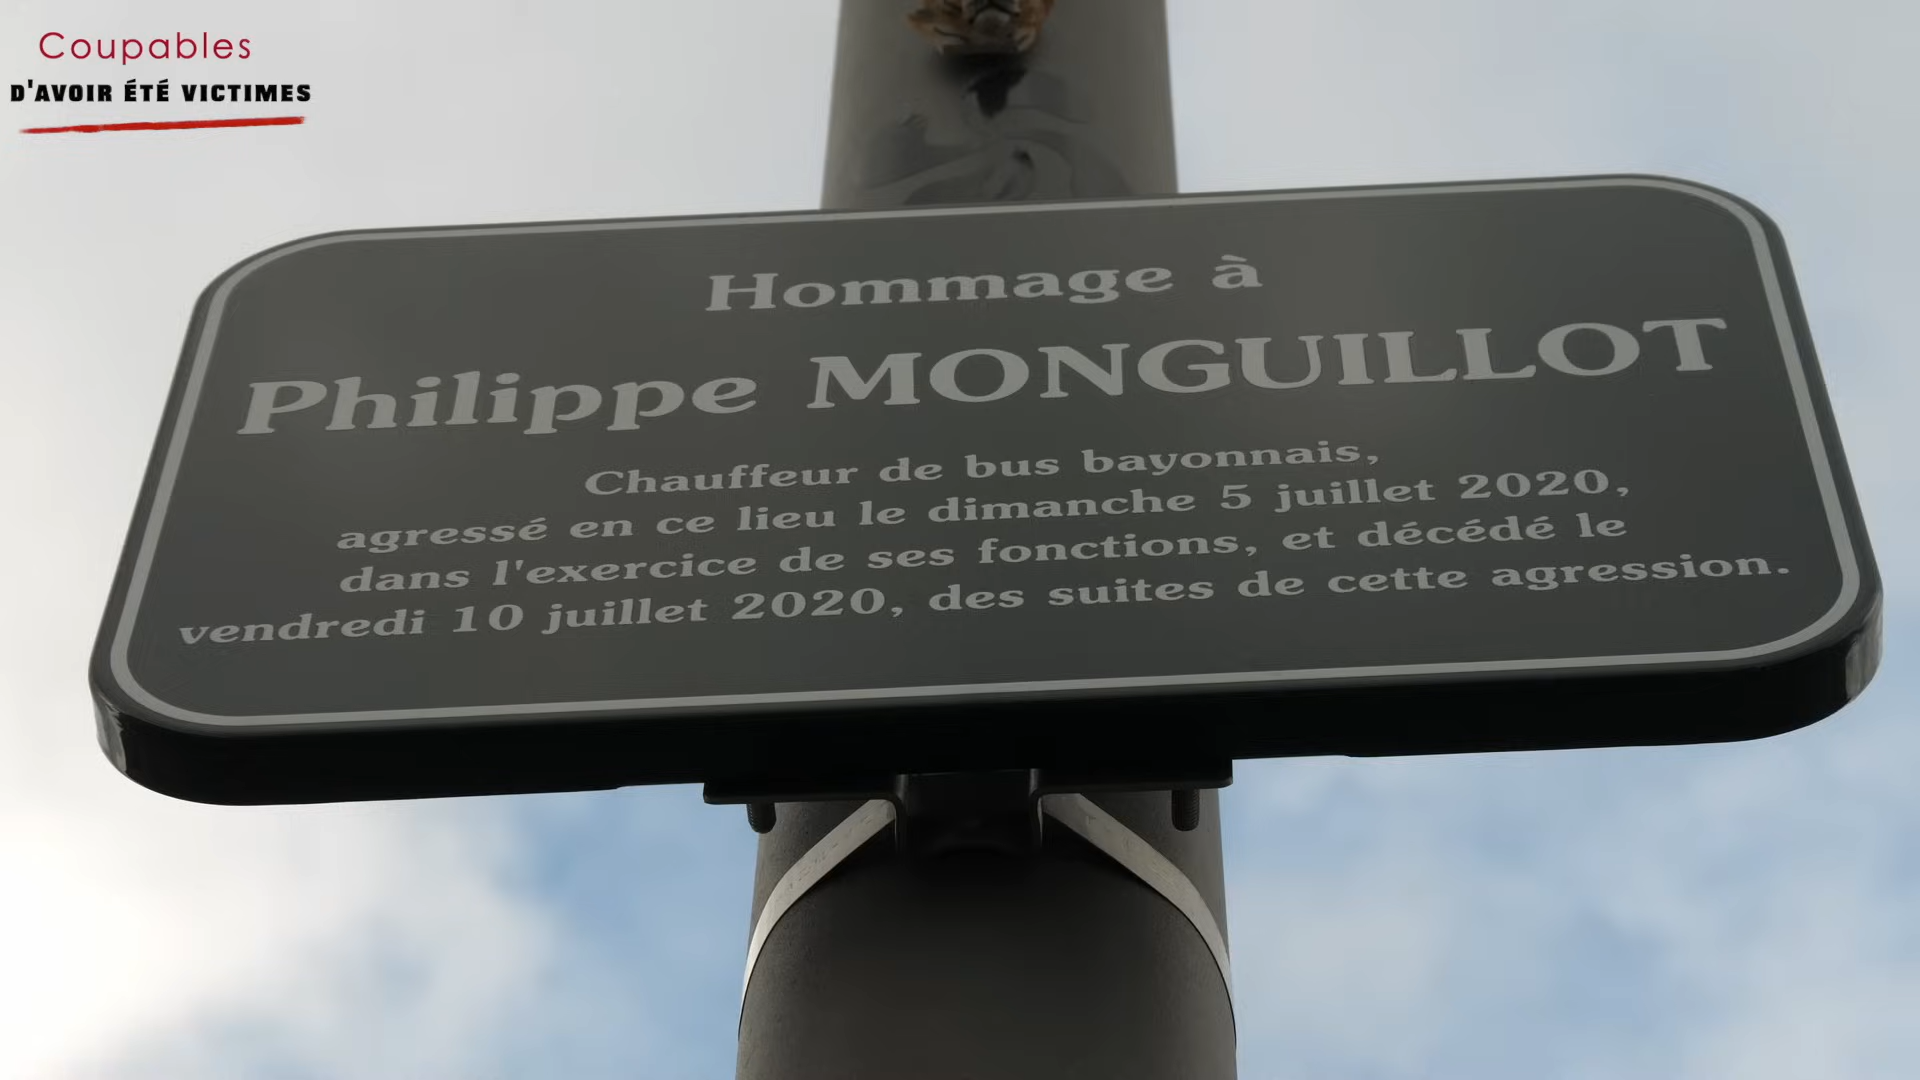 Coupables
D'AVOIR ÉTÉ VICTIMES
Hommage à
Philippe MONGUILLOT
Chauffeur de bus bayonnais,
agressé en ce lieu le dimanche 5 juillet 2020,
dans l'exercice de ses fonctions, et décédé le
vendredi 10 juillet 2020, des suites de cette agression.